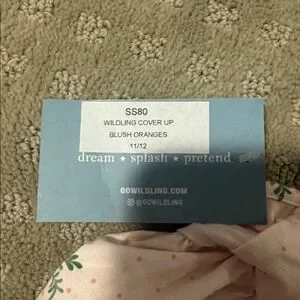 SS80
WILDLING COVER UP
BLUSH ORANGES
11/12
dream ★ splash ★ pretend
GOWILDLING.COM
@GOWILDLING